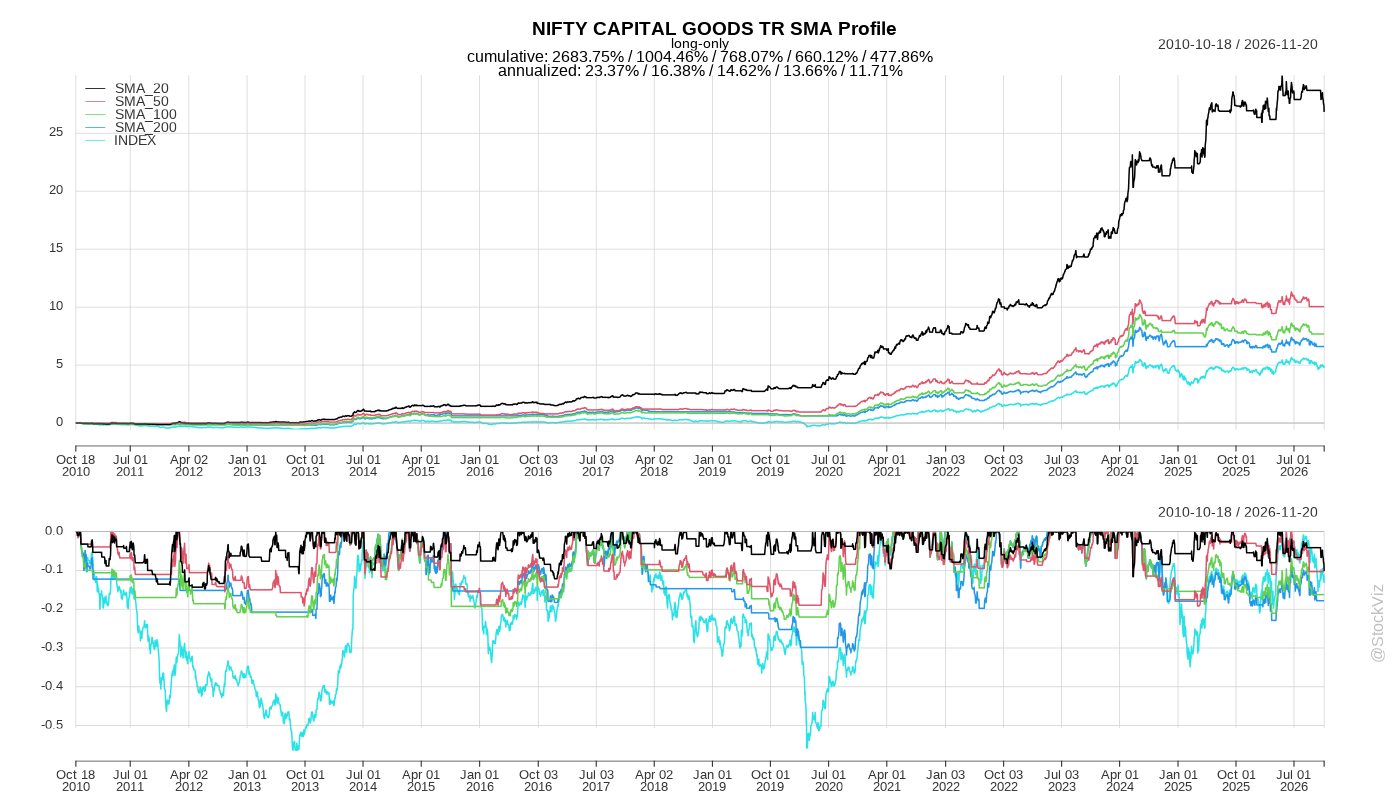 NIFTY CAPITAL GOODS TR SMA Profile
long-only
cumulative: 2683.75% / 1004.46% / 768.07% / 660.12% / 477.86%
annualized: 23.37% / 16.38% / 14.62% / 13.66% / 11.71%
2010-10-18 / 2026-11-20
SMA_20
SMA_50
SMA_100
SMA_200
INDEX
25
20
15
10
5
0
Oct 18 Jul 01 Apr 02 Jan 01 Oct 01 Jul 01 Apr 01 Jan 01 Oct 03 Jul 03 Apr 02 Jan 01 Oct 01 Jul 01 Apr 01 Jan 03 Oct 03 Jul 03 Apr 01 Jan 01 Oct 01 Jul 01
2010 2011 2012 2013 2013 2014 2015 2016 2016 2017 2018 2019 2019 2020 2021 2022 2022 2023 2024 2025 2025 2026
2010-10-18 / 2026-11-20
0.0
-0.1
-0.2
-0.3
-0.4
-0.5
Oct 18 Jul 01 Apr 02 Jan 01 Oct 01 Jul 01 Apr 01 Jan 01 Oct 03 Jul 03 Apr 02 Jan 01 Oct 01 Jul 01 Apr 01 Jan 03 Oct 03 Jul 03 Apr 01 Jan 01 Oct 01 Jul 01
2010 2011 2012 2013 2013 2014 2015 2016 2016 2017 2018 2019 2019 2020 2021 2022 2022 2023 2024 2025 2025 2026
@StockViz